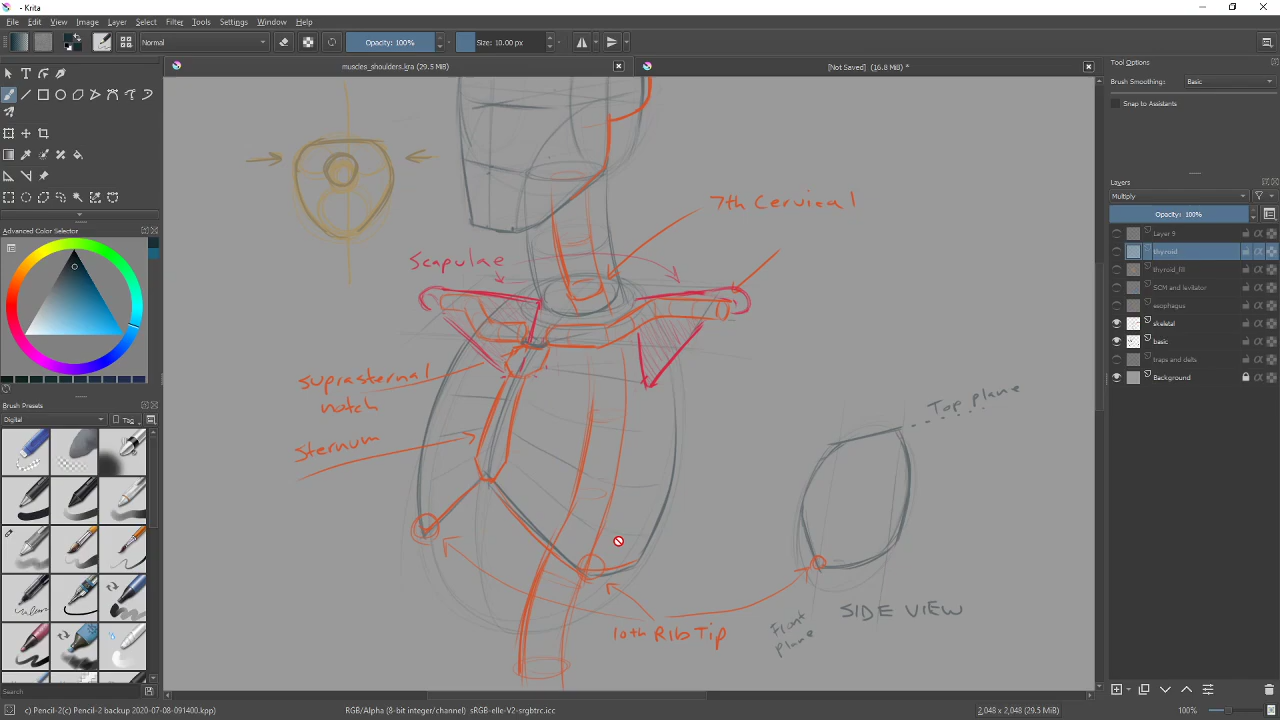 - Krita
File Edit View Image Layer Select Filter Tools Settings Window Help
Normal Opacity: 100% Size: 10.00 px
muscles_shoulders.kra (29.5 MiB) [Not Saved] (16.8 MiB) *
Tool Options
Brush Smoothing: Basic
Snap to Assistants
Layers
Multiply
Opacity: 100%
Layer 9
thyroid
thyroid_fill
SCM and levitator
esophagus
skeletal
basic
traps and delts
Background
Advanced Color Selector
Brush Presets
Digital Tag
Search
7th Cervical
Scapulae
suprasternal
notch
sternum
Top plane
SIDE VIEW
Front
plane
10th Rib Tip
c) Pencil-2(c) Pencil-2 backup 2020-07-08-091400.kpp) RGB/Alpha (8-bit integer/channel) sRGB-elle-V2-srgbtrc.icc 2,048 x 2,048 (29.5 MiB) 100%